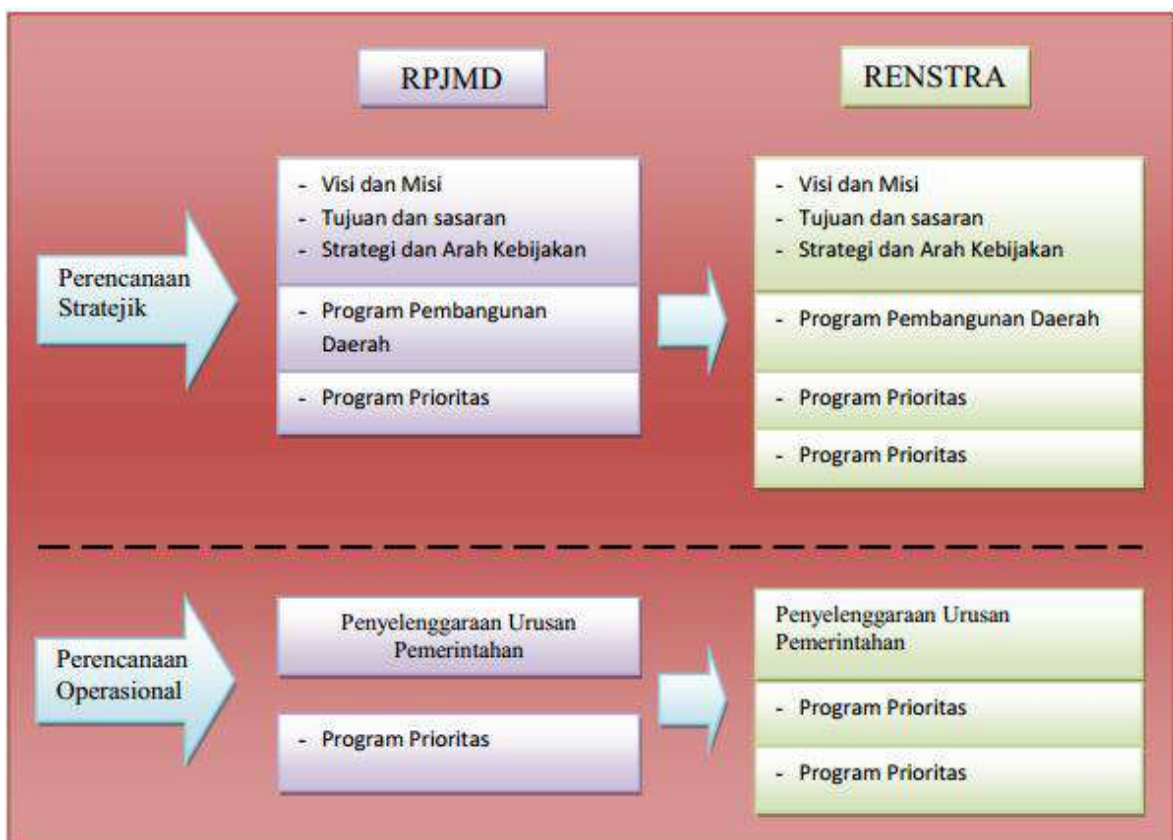 RPJMD
RENSTRA
Perencanaan
Stratejik
- Visi dan Misi
- Tujuan dan sasaran
- Strategi dan Arah Kebijakan
- Program Pembangunan
Daerah
- Program Prioritas
- Visi dan Misi
- Tujuan dan sasaran
- Strategi dan Arah Kebijakan
- Program Pembangunan Daerah
- Program Prioritas
- Program Prioritas
Perencanaan
Operasional
Penyelenggaraan Urusan
Pemerintahan
- Program Prioritas
Penyelenggaraan Urusan
Pemerintahan
- Program Prioritas
- Program Prioritas